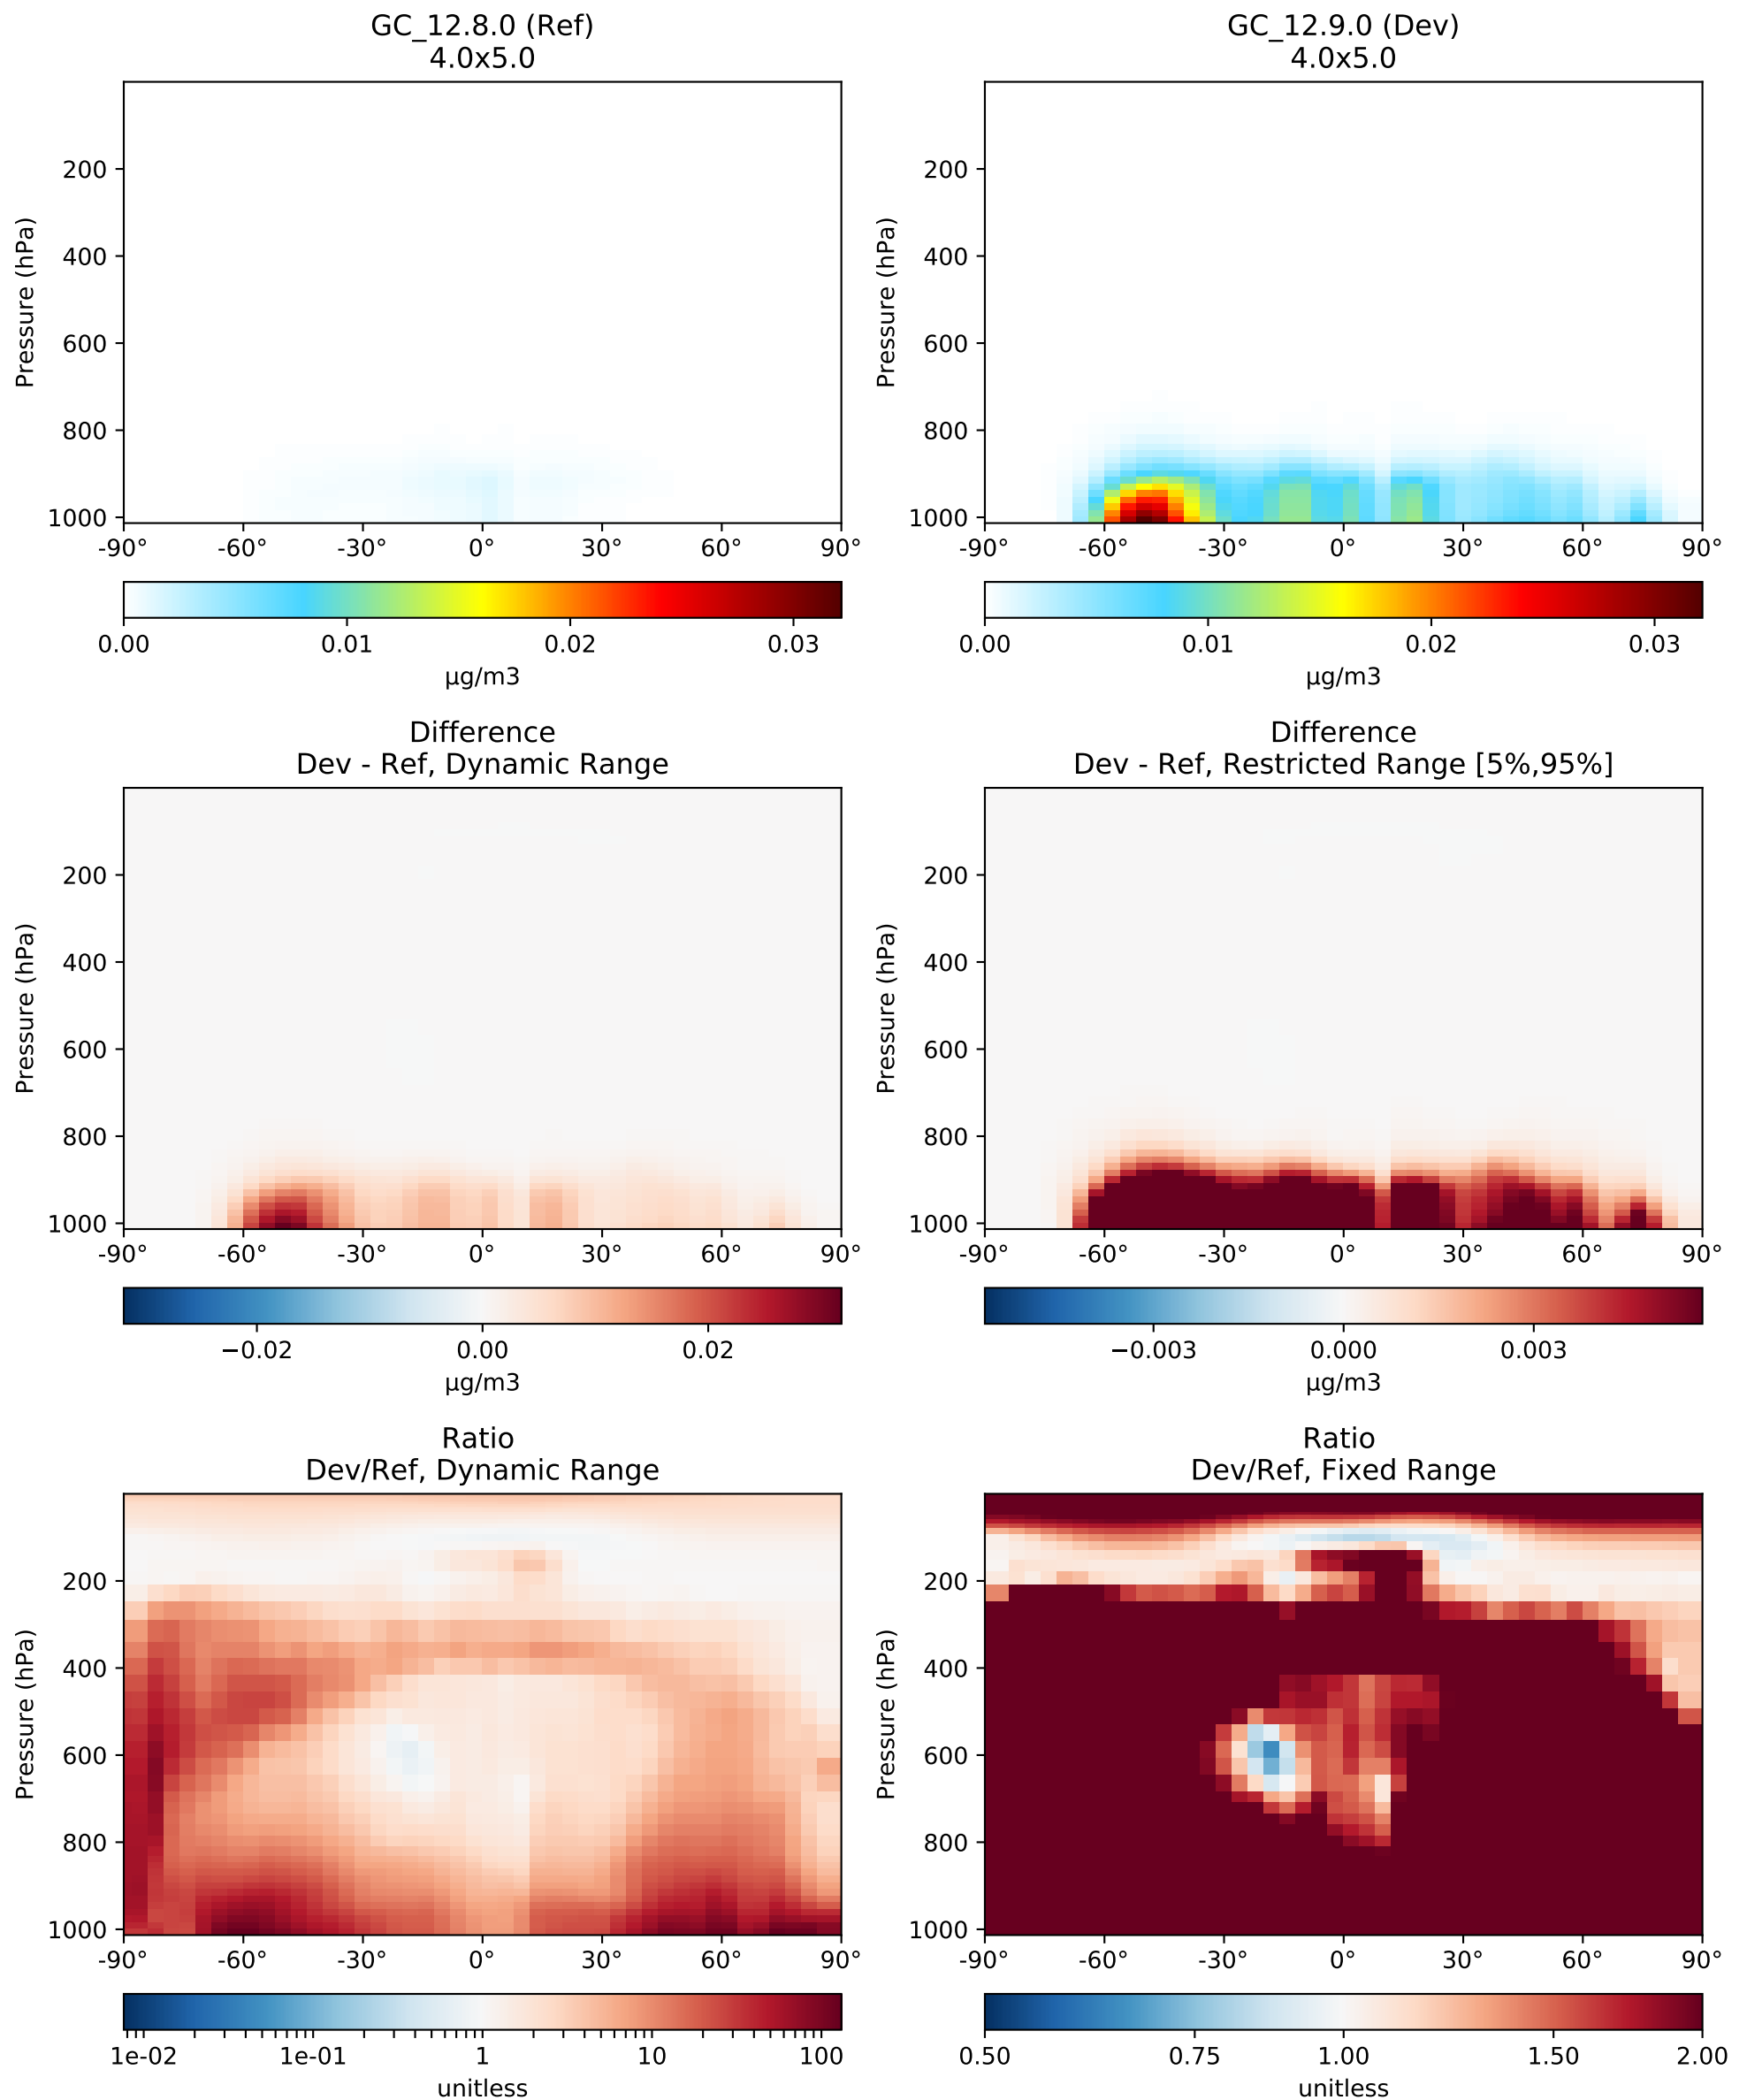 GC_12.8.0 (Ref)
4.0x5.0
Pressure (hPa)
200
400
600
800
1000
-90° -60° -30° 0° 30° 60° 90°
0.00 0.01 0.02 0.03
µg/m3
GC_12.9.0 (Dev)
4.0x5.0
Pressure (hPa)
200
400
600
800
1000
-90° -60° -30° 0° 30° 60° 90°
0.00 0.01 0.02 0.03
µg/m3
Difference
Dev - Ref, Dynamic Range
Pressure (hPa)
200
400
600
800
1000
-90° -60° -30° 0° 30° 60° 90°
−0.02 0.00 0.02
µg/m3
Difference
Dev - Ref, Restricted Range [5%,95%]
Pressure (hPa)
200
400
600
800
1000
-90° -60° -30° 0° 30° 60° 90°
−0.003 0.000 0.003
µg/m3
Ratio
Dev/Ref, Dynamic Range
Pressure (hPa)
200
400
600
800
1000
-90° -60° -30° 0° 30° 60° 90°
1e-02 1e-01 1 10 100
unitless
Ratio
Dev/Ref, Fixed Range
Pressure (hPa)
200
400
600
800
1000
-90° -60° -30° 0° 30° 60° 90°
0.50 0.75 1.00 1.50 2.00
unitless